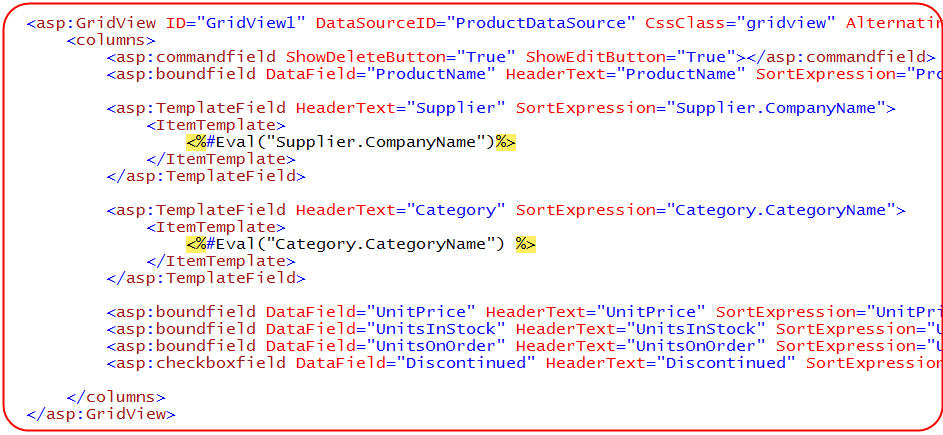 <asp:GridView ID="GridView1" DataSourceID="ProductDataSource" CssClass="gridview" Alternatin
<columns>
<asp:commandfield ShowDeleteButton="True" ShowEditButton="True"></asp:commandfield>
<asp:boundfield DataField="ProductName" HeaderText="ProductName" SortExpression="Pro
<asp:TemplateField HeaderText="Supplier" SortExpression="Supplier.CompanyName">
<ItemTemplate>
<%#Eval("Supplier.CompanyName")%>
</ItemTemplate>
</asp:TemplateField>
<asp:TemplateField HeaderText="Category" SortExpression="Category.CategoryName">
<ItemTemplate>
<%#Eval("Category.CategoryName") %>
</ItemTemplate>
</asp:TemplateField>
<asp:boundfield DataField="UnitPrice" HeaderText="UnitPrice" SortExpression="UnitPri
<asp:boundfield DataField="UnitsInStock" HeaderText="UnitsInStock" SortExpression="U
<asp:boundfield DataField="UnitsOnOrder" HeaderText="UnitsOnOrder" SortExpression="U
<asp:checkboxfield DataField="Discontinued" HeaderText="Discontinued" SortExpression
</columns>
</asp:GridView>